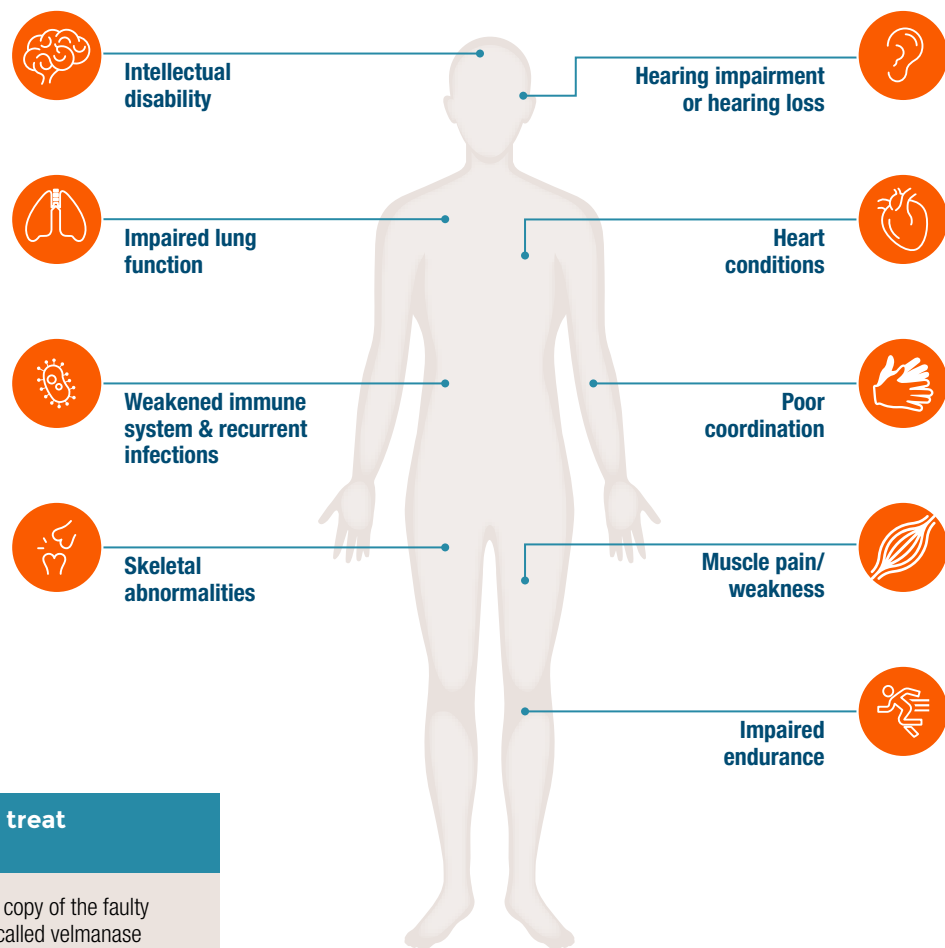 Intellectual
disability
Hearing impairment
or hearing loss
Impaired lung
function
Heart
conditions
Weakened immune
system & recurrent
infections
Poor
coordination
Skeletal
abnormalities
Muscle pain/
weakness
Impaired
endurance
treat
copy of the faulty
called velmanase